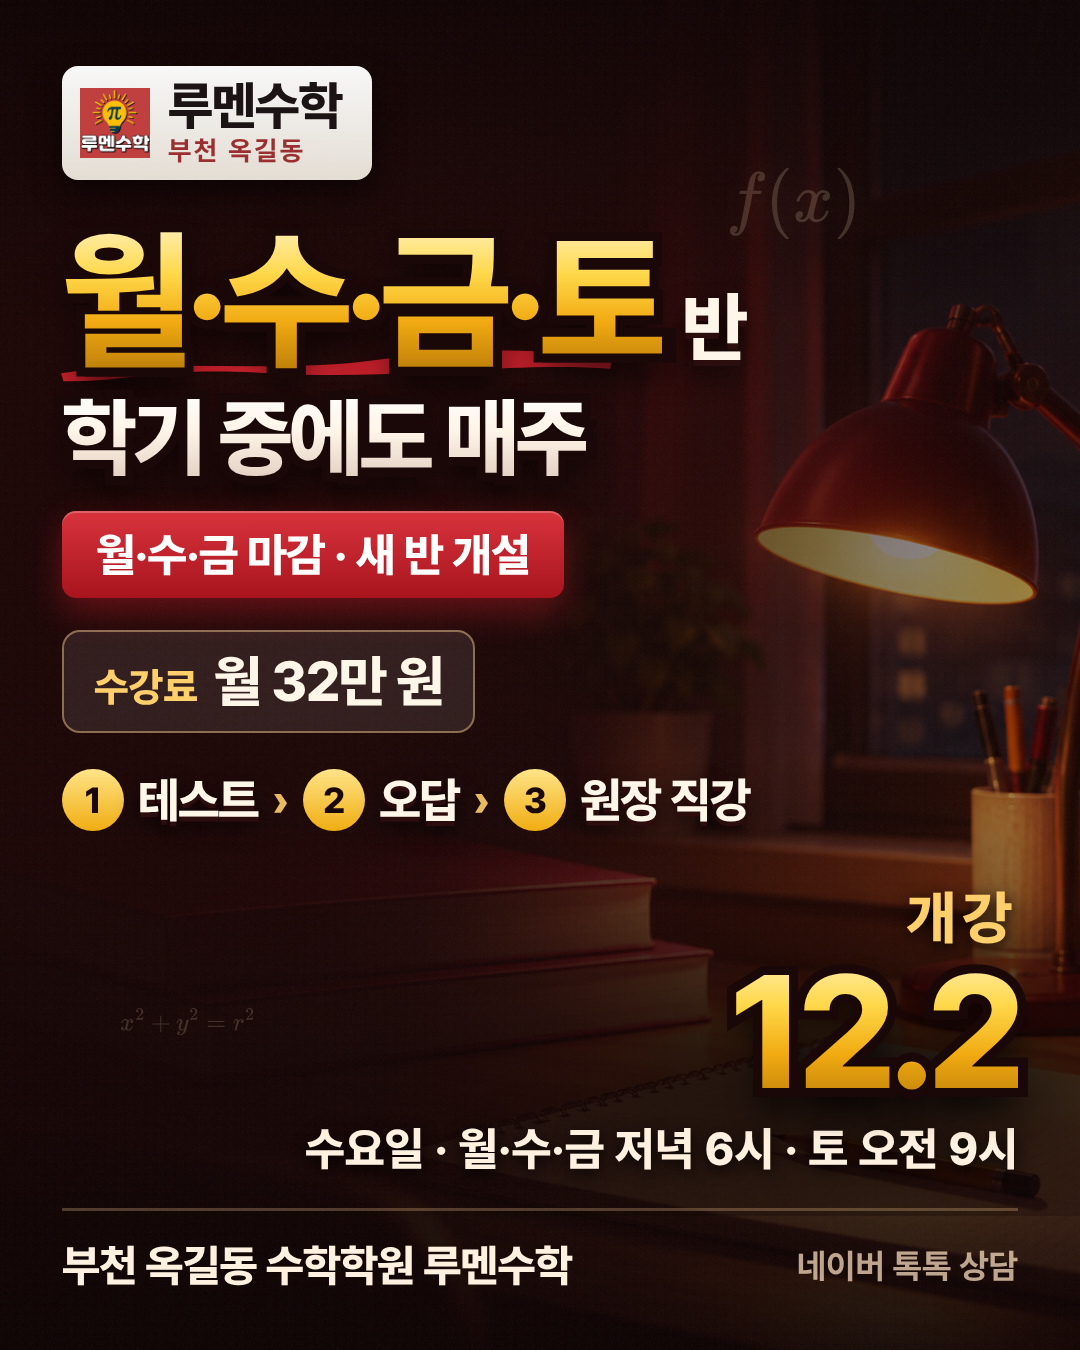 π
루멘수학
루멘수학
부천 옥길동
f(x)
월·수·금·토 반
학기 중에도 매주
월·수·금 마감 · 새 반 개설
수강료 월 32만 원
1 테스트 › 2 오답 › 3 원장 직강
개강
12.2
x² + y² = r²
수요일 · 월·수·금 저녁 6시 · 토 오전 9시
부천 옥길동 수학학원 루멘수학
네이버 톡톡 상담